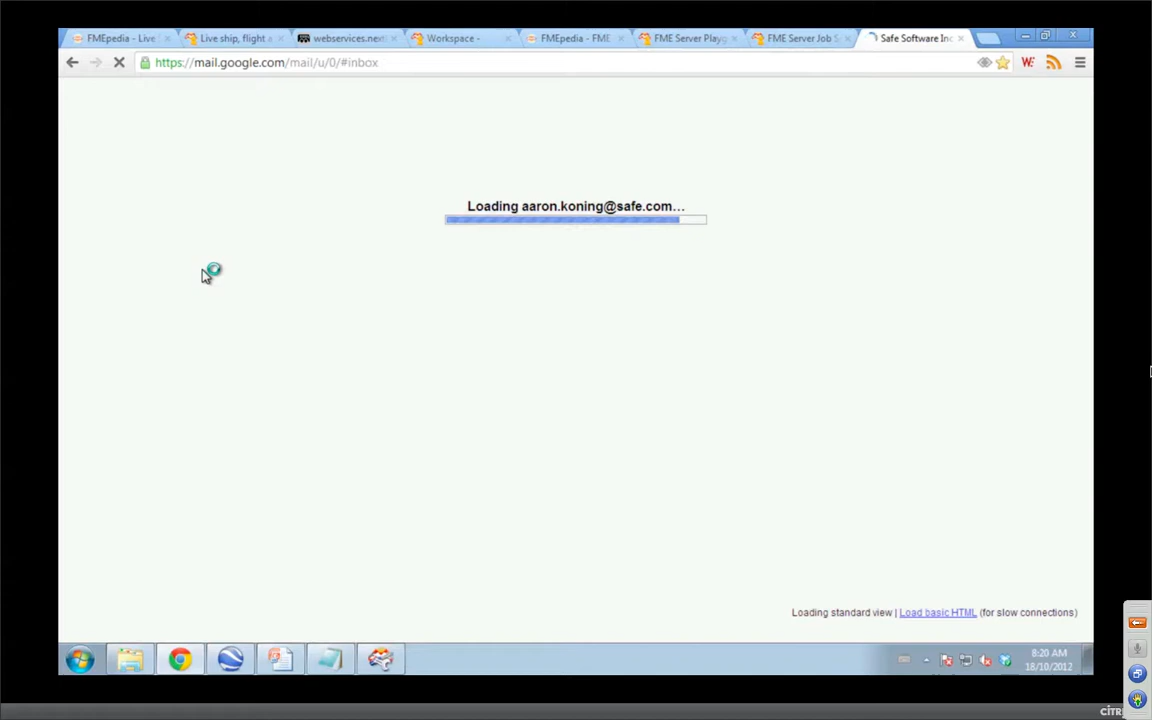 FMEpedia - Live
Live ship, flight a
webservices.next
Workspace -
FMEpedia - FME
FME Server Play
FME Server Job S
Safe Software Inc
https://mail.google.com/mail/u/0/#inbox
Loading aaron.koning@safe.com...
Loading standard view | Load basic HTML (for slow connections)
8:20 AM
18/10/2012